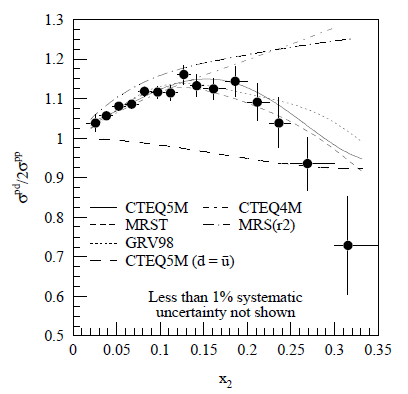 1.3
1.2
1.1
1
0.9
0.8
0.7
0.6
0.5
σᵖᵈ/2σᵖᵖ
CTEQ5M CTEQ4M
MRST MRS(r2)
GRV98
CTEQ5M (d̅ = u̅)
Less than 1% systematic
uncertainty not shown
0 0.05 0.1 0.15 0.2 0.25 0.3 0.35
x₂